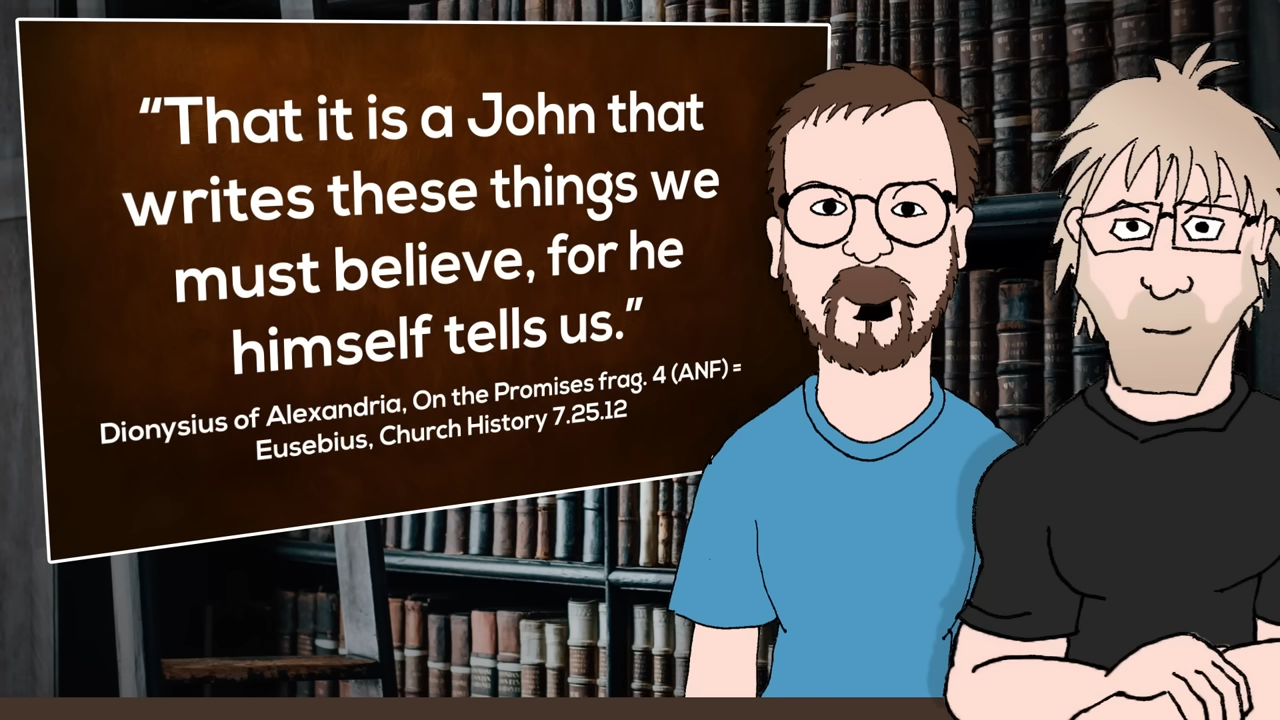 “That it is a John that
writes these things we
must believe, for he
himself tells us.”
Dionysius of Alexandria, On the Promises frag. 4 (ANF) =
Eusebius, Church History 7.25.12